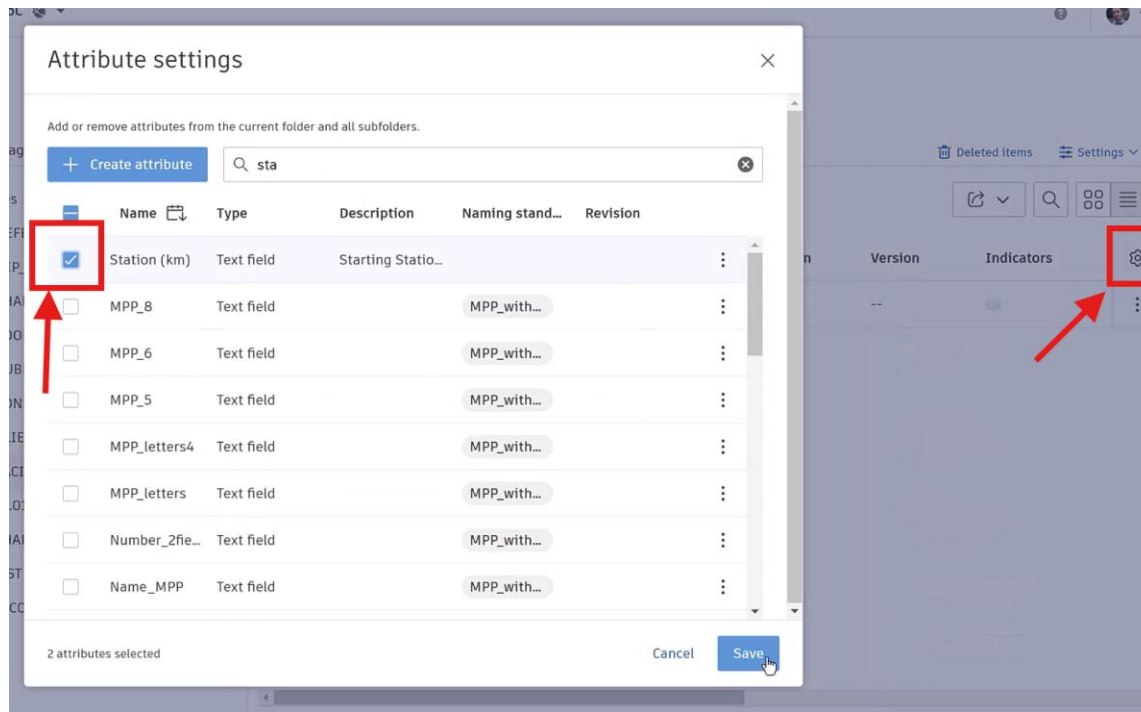 Attribute settings
Add or remove attributes from the current folder and all subfolders.
Create attribute
sta
Deleted items
Settings
Name
Type
Description
Naming stand...
Revision
Version
Indicators
Station (km)
Text field
Starting Statio...
MPP_8
Text field
MPP_with...
--
MPP_6
Text field
MPP_with...
MPP_5
Text field
MPP_with...
MPP_letters4
Text field
MPP_with...
MPP_letters
Text field
MPP_with...
Number_2fie...
Text field
MPP_with...
Name_MPP
Text field
MPP_with...
2 attributes selected
Cancel
Save